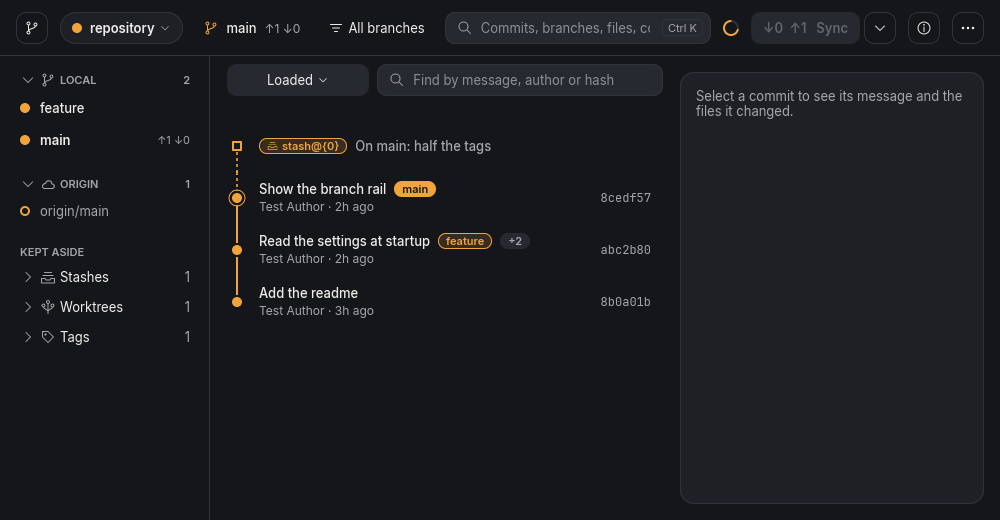 repository
main ↑1 ↓0
All branches
Commits, branches, files, cc
Ctrl K
↓0 ↑1 Sync
LOCAL 2
feature
main ↑1 ↓0
ORIGIN 1
origin/main
KEPT ASIDE
Stashes 1
Worktrees 1
Tags 1
Loaded
Find by message, author or hash
stash@{0} On main: half the tags
Show the branch rail main
Test Author · 2h ago
8cedf57
Read the settings at startup feature +2
Test Author · 2h ago
abc2b80
Add the readme
Test Author · 3h ago
8b0a01b
Select a commit to see its message and the
files it changed.